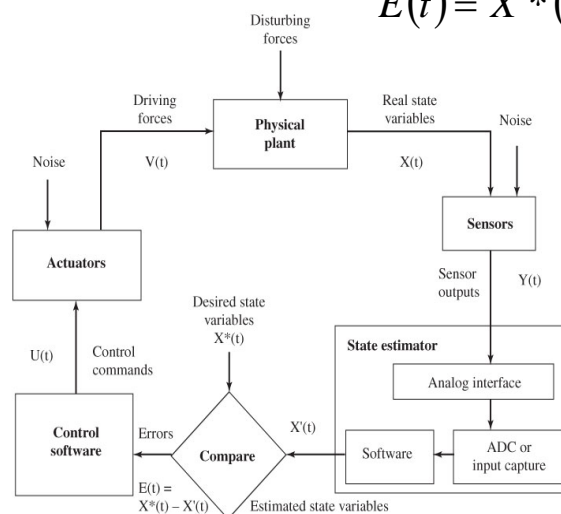 E(t) = X * (
Disturbing
forces
Driving
forces
V(t)
Physical
plant
Real state
variables
X(t)
Noise
Noise
Sensors
Actuators
Sensor
outputs
Y(t)
Desired state
variables
X*(t)
State estimator
U(t)
Control
commands
Analog interface
Control
software
Errors
Compare
X'(t)
Software
ADC or
input capture
E(t) =
X*(t) – X'(t)
Estimated state variables